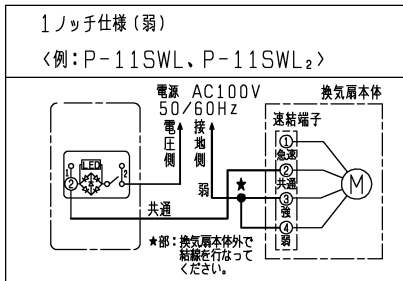 1ノッチ仕様(弱)
〈例:P-11SWL、P-11SWL₂〉
電源 AC100V
50/60Hz
電圧側
接地側
換気扇本体
速結端子
①
急速
②
共通
③
強
④
弱
M
LED
1
2
②
弱
共通
★
★部:換気扇本体外で
結線を行なって
ください。